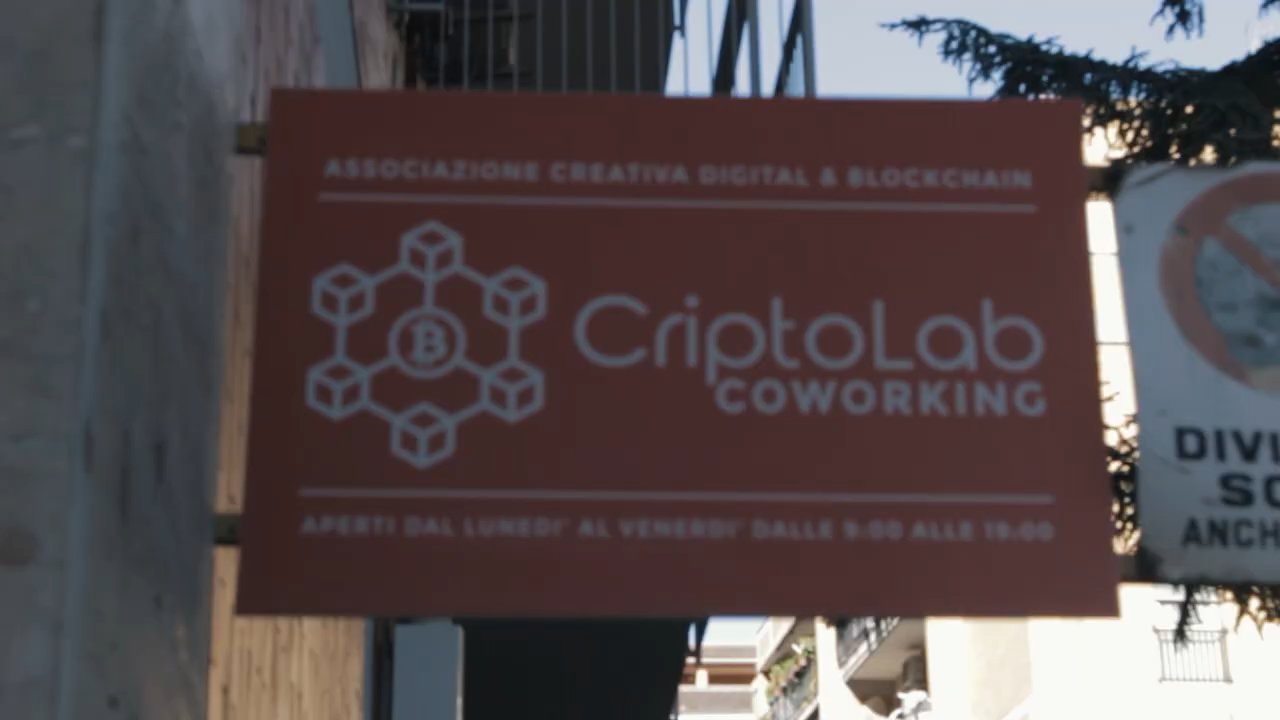 ASSOCIAZIONE CREATIVA DIGITAL & BLOCKCHAIN
CriptoLab
COWORKING
APERTI DAL LUNEDI' AL VENERDI' DALLE 9:00 ALLE 19:00
DIVI
SO
ANCH